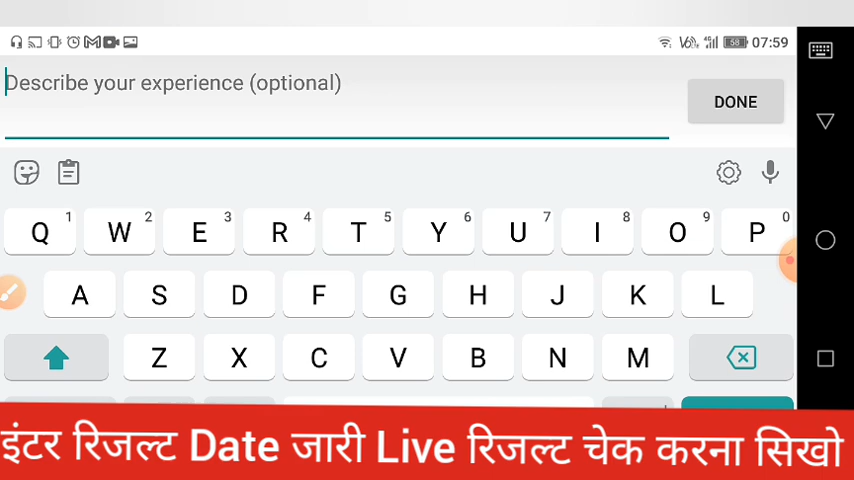 58 07:59
Describe your experience (optional)
DONE
Q 1 W 2 E 3 R 4 T 5 Y 6 U 7 I 8 O 9 P 0
A S D F G H J K L
Z X C V B N M
इंटर रिजल्ट Date जारी Live रिजल्ट चेक करना सिखो